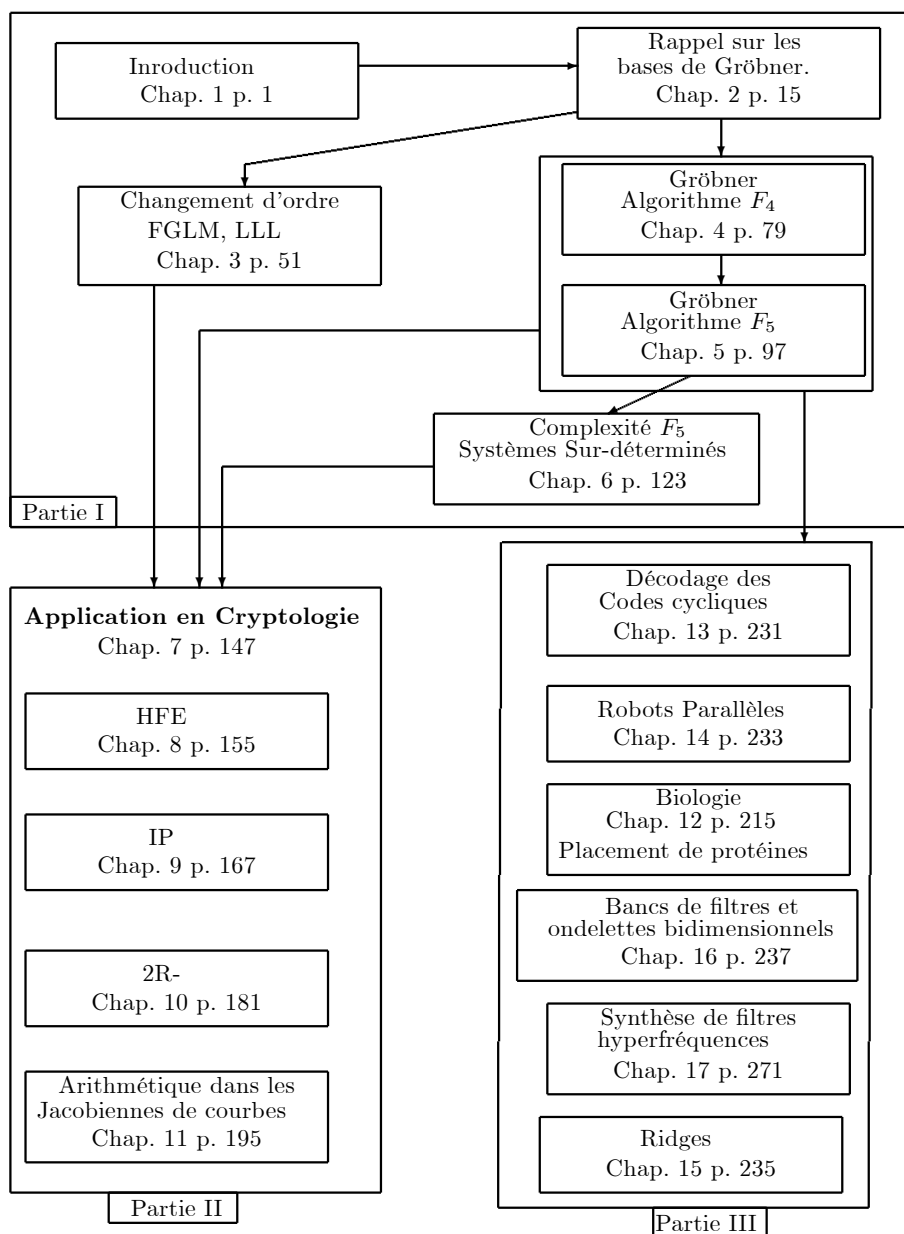 Inroduction
Chap. 1 p. 1
Rappel sur les
bases de Gröbner.
Chap. 2 p. 15
Changement d'ordre
FGLM, LLL
Chap. 3 p. 51
Gröbner
Algorithme F₄
Chap. 4 p. 79
Gröbner
Algorithme F₅
Chap. 5 p. 97
Complexité F₅
Systèmes Sur-déterminés
Chap. 6 p. 123
Partie I
Application en Cryptologie
Chap. 7 p. 147
HFE
Chap. 8 p. 155
IP
Chap. 9 p. 167
2R-
Chap. 10 p. 181
Arithmétique dans les
Jacobiennes de courbes
Chap. 11 p. 195
Partie II
Décodage des
Codes cycliques
Chap. 13 p. 231
Robots Parallèles
Chap. 14 p. 233
Biologie
Chap. 12 p. 215
Placement de protéines
Bancs de filtres et
ondelettes bidimensionnels
Chap. 16 p. 237
Synthèse de filtres
hyperfréquences
Chap. 17 p. 271
Ridges
Chap. 15 p. 235
Partie III